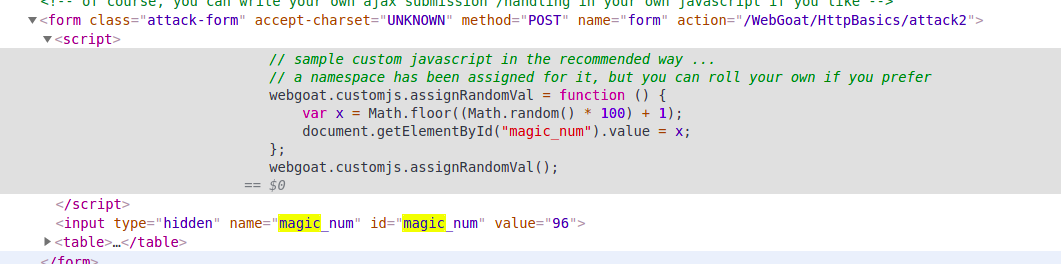 <!-- of course, you can write your own ajax submission /handling in your own javascript if you like -->
▼<form class="attack-form" accept-charset="UNKNOWN" method="POST" name="form" action="/WebGoat/HttpBasics/attack2">
▼<script>
// sample custom javascript in the recommended way ...
// a namespace has been assigned for it, but you can roll your own if you prefer
webgoat.customjs.assignRandomVal = function () {
var x = Math.floor((Math.random() * 100) + 1);
document.getElementById("magic_num").value = x;
};
webgoat.customjs.assignRandomVal();
== $0
</script>
<input type="hidden" name="magic_num" id="magic_num" value="96">
▶<table>…</table>
</form>